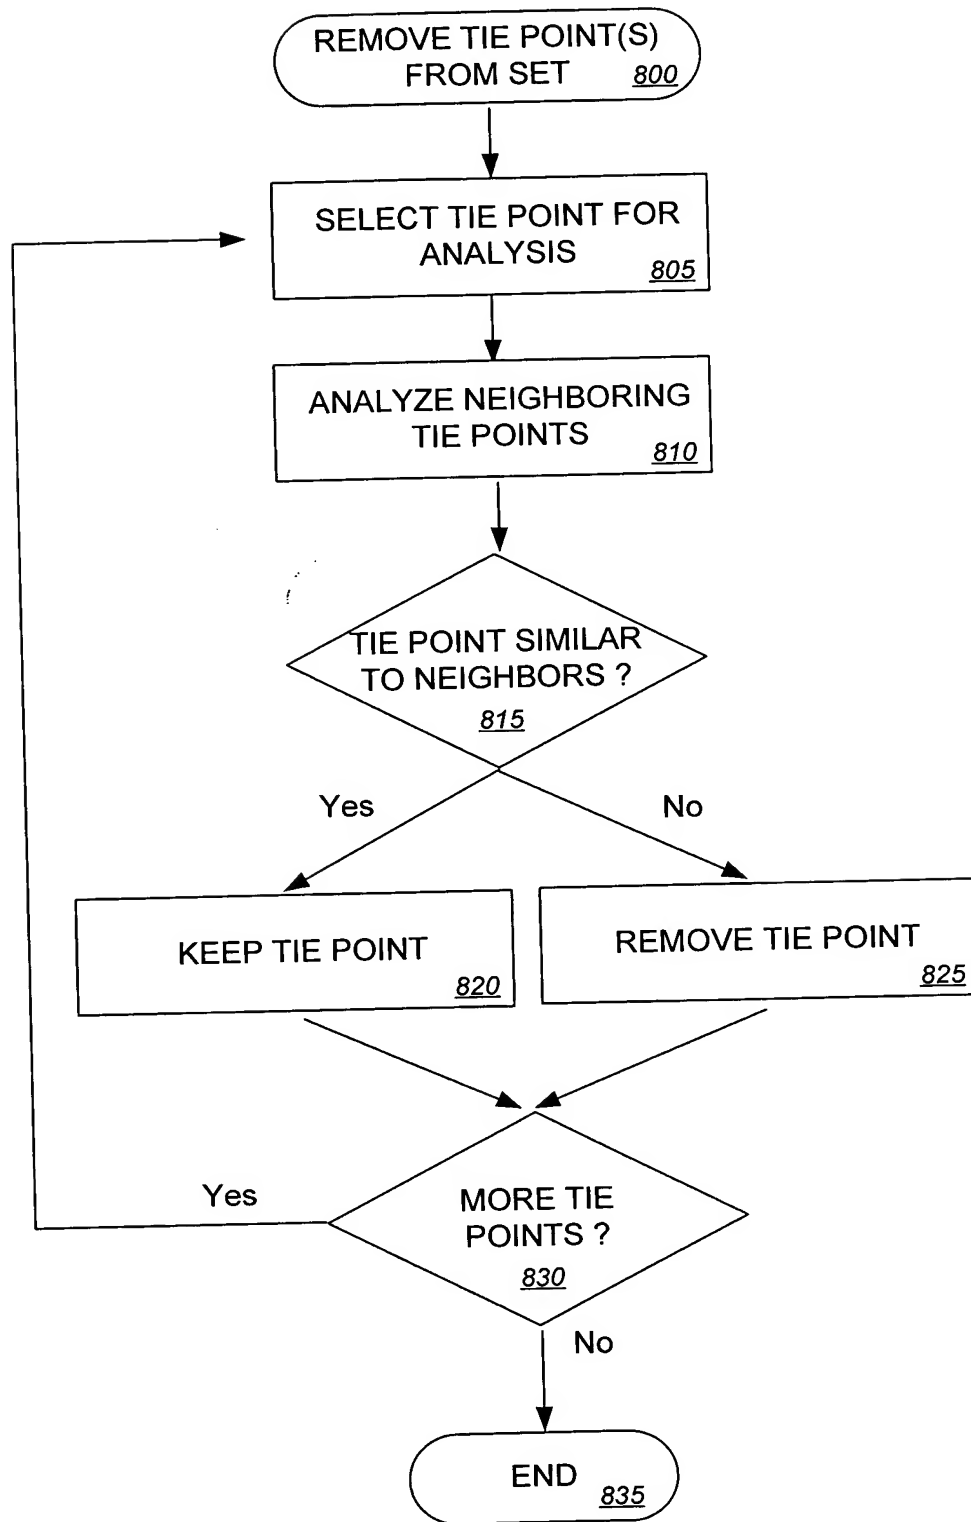 REMOVE TIE POINT(S)
FROM SET 800
SELECT TIE POINT FOR
ANALYSIS
805
ANALYZE NEIGHBORING
TIE POINTS
810
TIE POINT SIMILAR
TO NEIGHBORS ?
815
Yes
No
KEEP TIE POINT
820
REMOVE TIE POINT
825
Yes
MORE TIE
POINTS ?
830
No
END
835